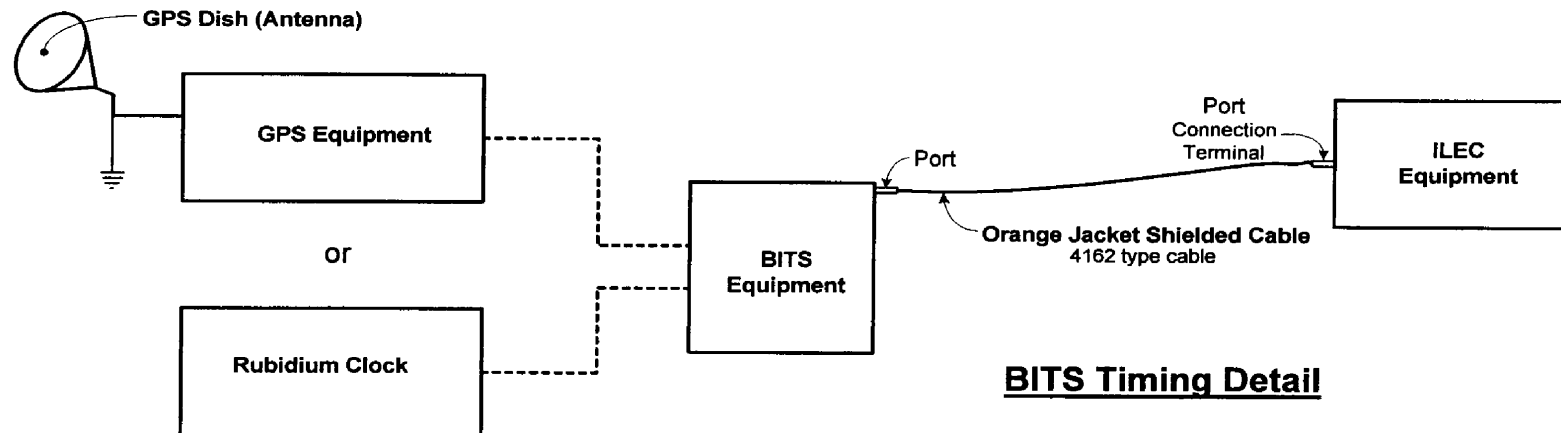 GPS Dish (Antenna)
GPS Equipment
or
Rubidium Clock
BITS
Equipment
Port
Orange Jacket Shielded Cable
4162 type cable
Port
Connection
Terminal
ILEC
Equipment
BITS Timing Detail